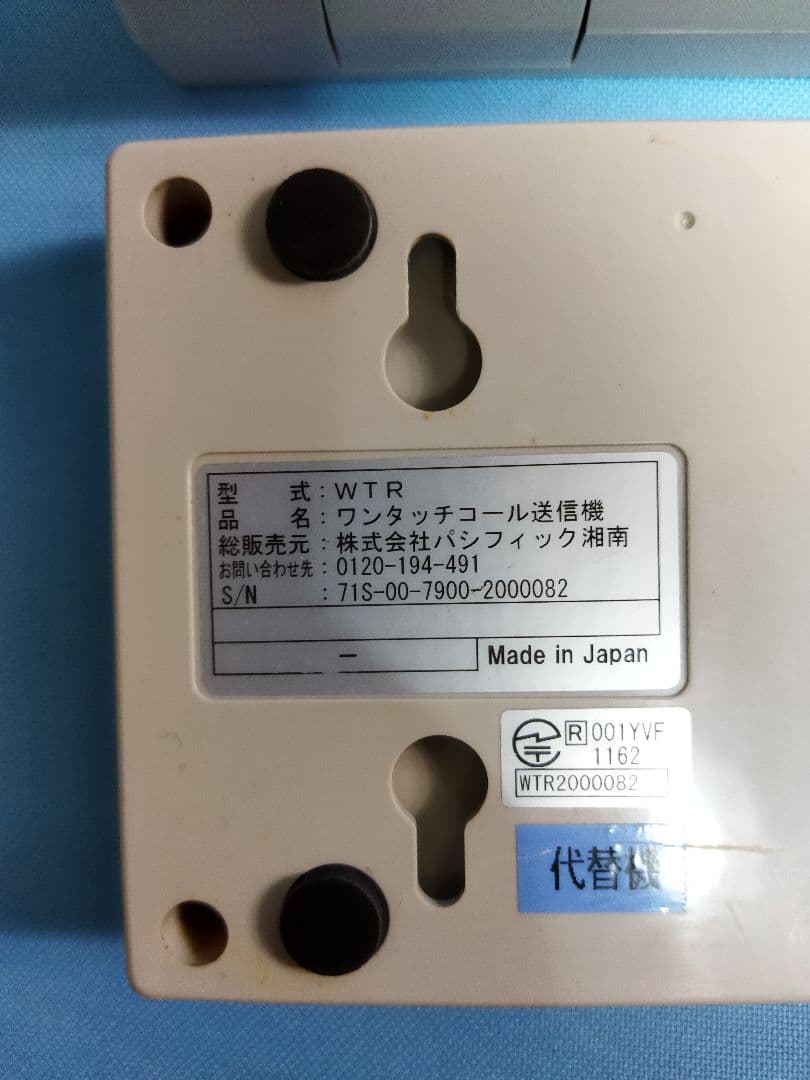 型 式:WTR
品 名:ワンタッチコール送信機
総販売元:株式会社パシフィック湘南
お問い合わせ先:0120-194-491
S/N :71S-00-7900-2000082
—
Made in Japan
R 001YVF
1162
WTR2000082
代替機